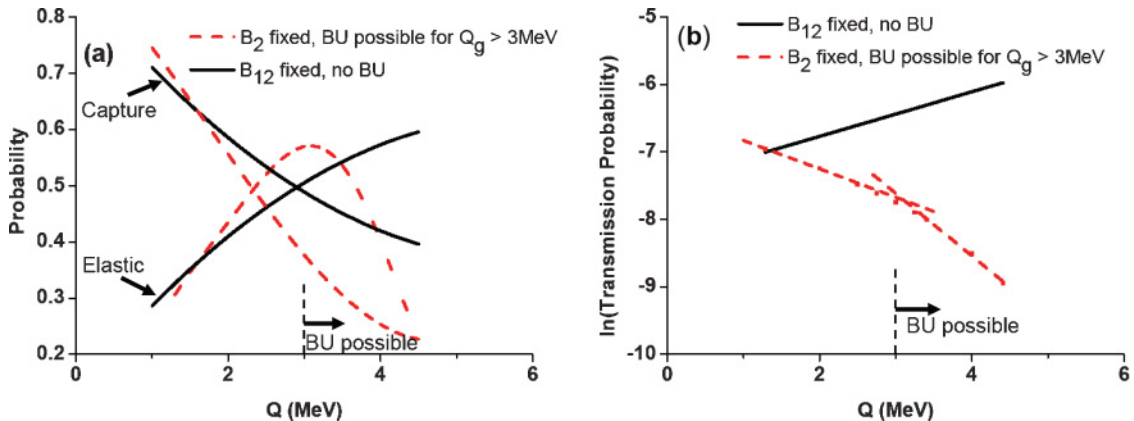 (a)
B2 fixed, BU possible for Qg > 3MeV
B12 fixed, no BU
Capture
Elastic
BU possible
Probability
0.8
0.7
0.6
0.5
0.4
0.3
0.2
0
2
4
6
Q (MeV)
(b)
B12 fixed, no BU
B2 fixed, BU possible for Qg > 3MeV
BU possible
ln(Transmission Probability)
-5
-6
-7
-8
-9
-10
0
2
4
6
Q (MeV)